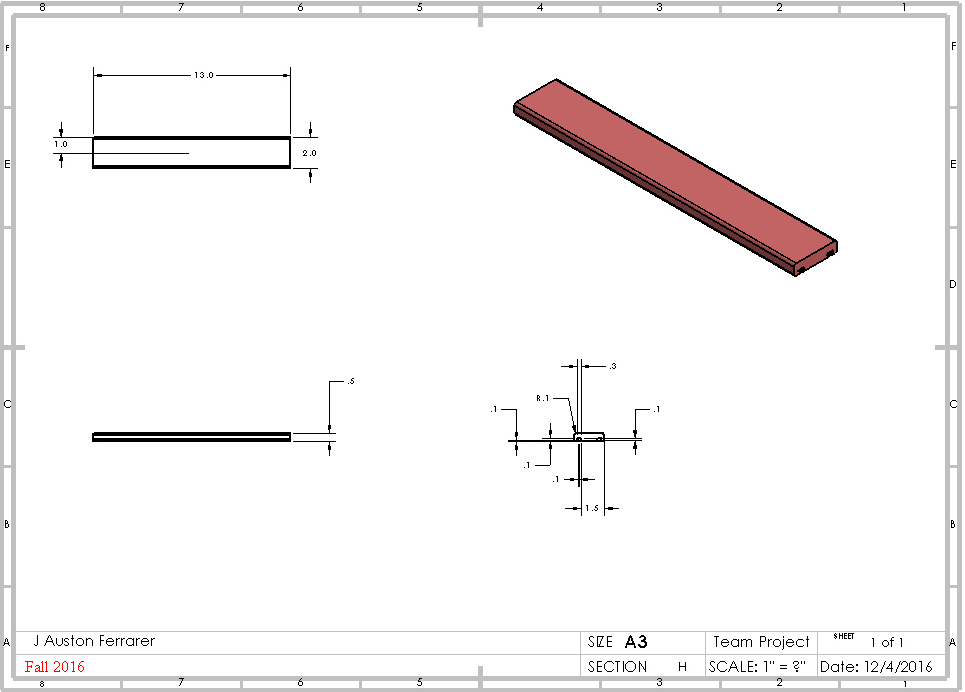 8 7 6 5 4 3 2 1
F F
13.0
1.0
2.0
E E
D
.5
.3
R.1
.1 .1
C C
.1
.1
1.5
B B
J Auston Ferrarer SIZE A3 Team Project SHEET 1 of 1
A A
Fall 2016 SECTION H SCALE: 1" = ?" Date: 12/4/2016
8 7 6 5 4 3 2 1